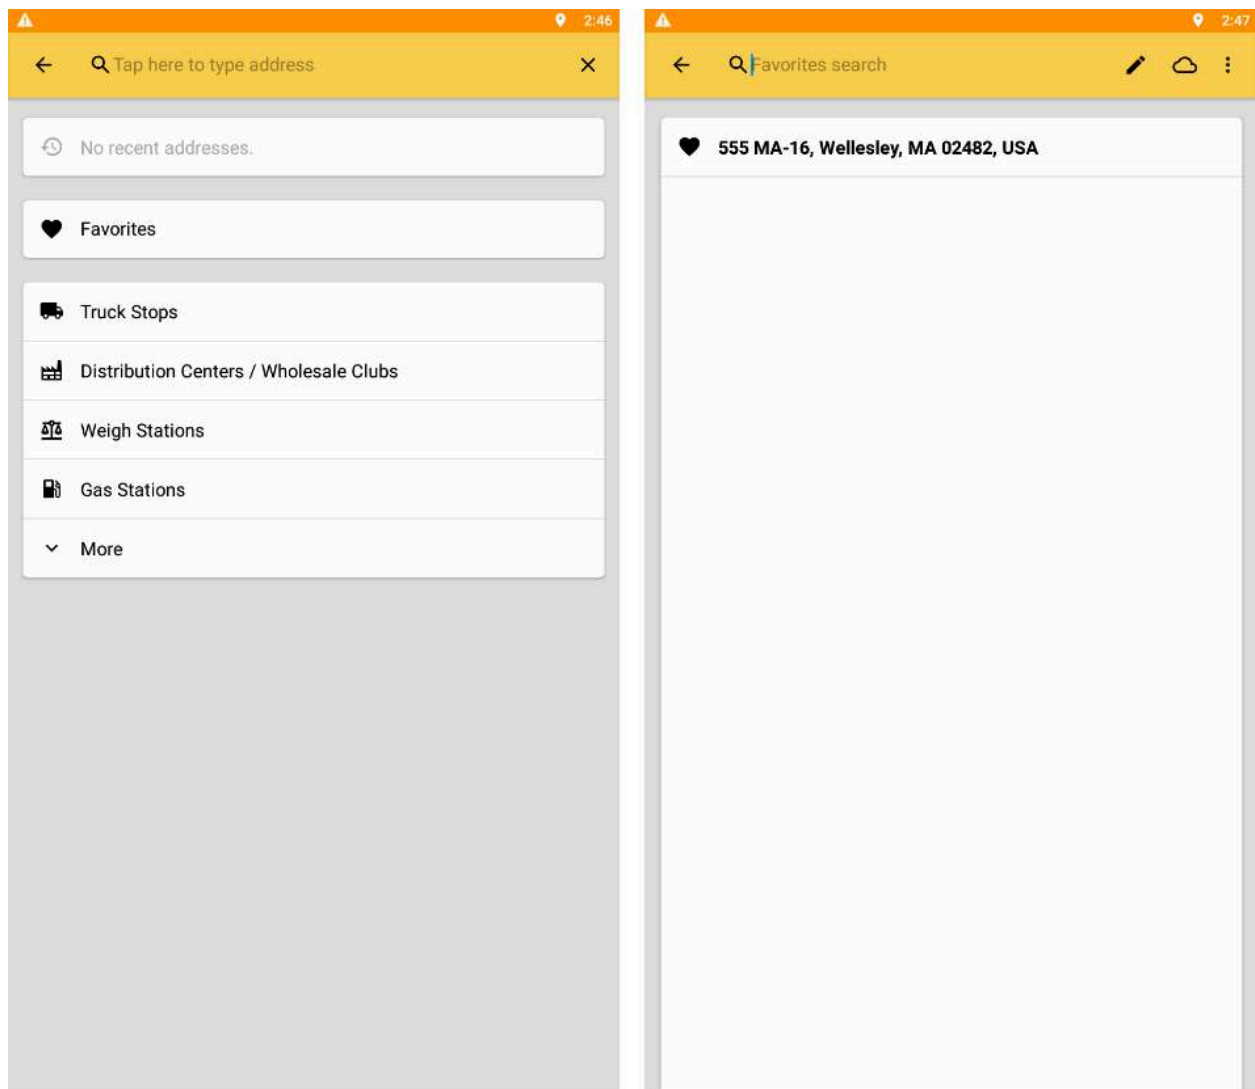 2:46
Tap here to type address
No recent addresses.
Favorites
Truck Stops
Distribution Centers / Wholesale Clubs
Weigh Stations
Gas Stations
More
2:47
Favorites search
555 MA-16, Wellesley, MA 02482, USA